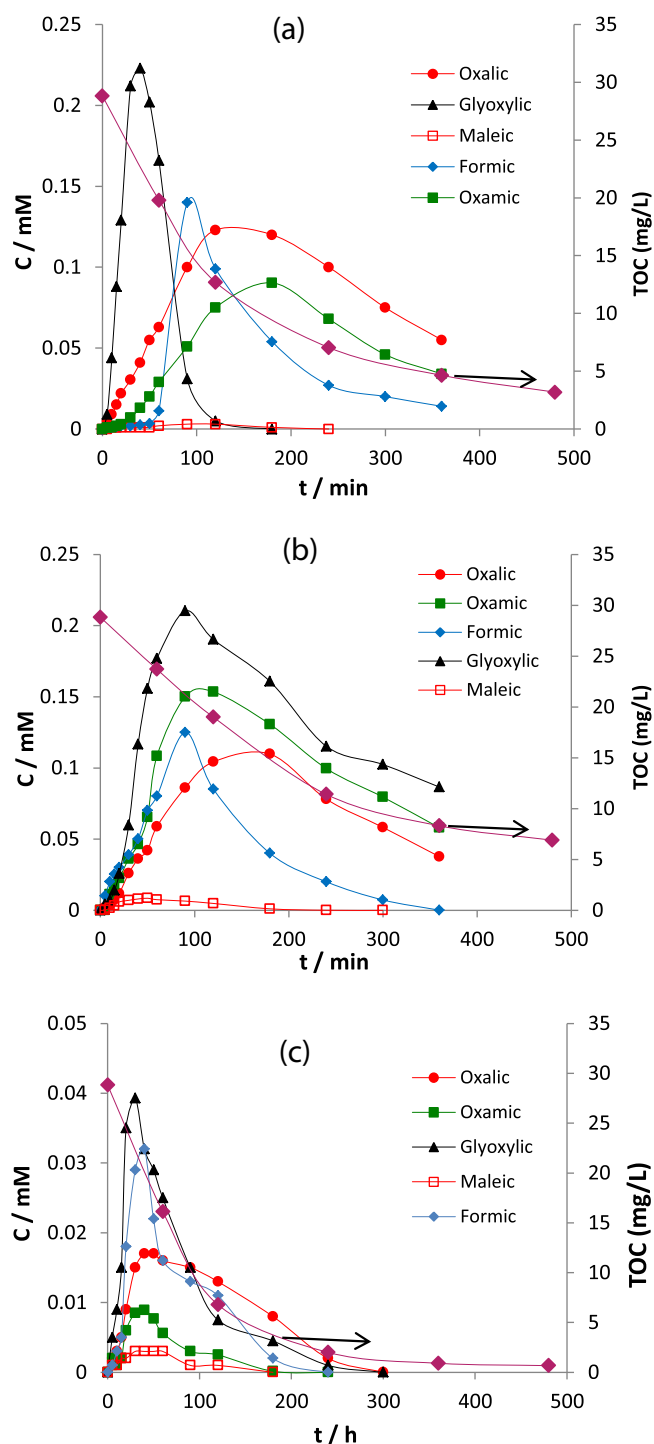 (a)
0.25
0.2
0.15
0.1
0.05
0
C / mM
35
30
25
20
15
10
5
0
TOC (mg/L)
Oxalic
Glyoxylic
Maleic
Formic
Oxamic
0 100 200 300 400 500
t / min
(b)
0.25
0.2
0.15
0.1
0.05
0
C / mM
35
30
25
20
15
10
5
0
TOC (mg/L)
Oxalic
Oxamic
Formic
Glyoxylic
Maleic
0 100 200 300 400 500
t / min
(c)
0.05
0.04
0.03
0.02
0.01
0
C / mM
35
30
25
20
15
10
5
0
TOC (mg/L)
Oxalic
Oxamic
Glyoxylic
Maleic
Formic
0 100 200 300 400 500
t / h